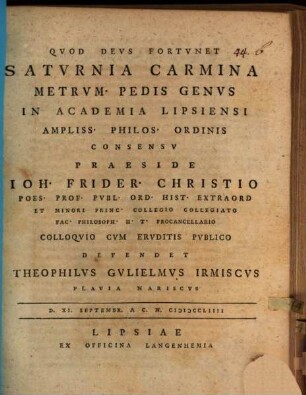 QVOD DEVS FORTVNET
44.
SATVRNIA CARMINA
METRVM· PEDIS GENVS
IN ACADEMIA LIPSIENSI
AMPLISS· PHILOS· ORDINIS
CONSENSV
PRAESIDE
IOH· FRIDER· CHRISTIO
POES· PROF· PVBL· ORD· HIST· EXTRAORD
ET MINORI PRINC· COLLEGIO COLLEGIATO
FAC· PHILOSOPH· H· T· PROCANCELLARIO
COLLOQVIO CVM ERVDITIS PVBLICO
DEFENDET
THEOPHILVS GVLIELMVS IRMISCVS
PLAVIA NARISCVS
D. XI. SEPTEMBR. A C. N. CIƆIƆCCLIIII
LIPSIAE
EX OFFICINA LANGENHEMIA